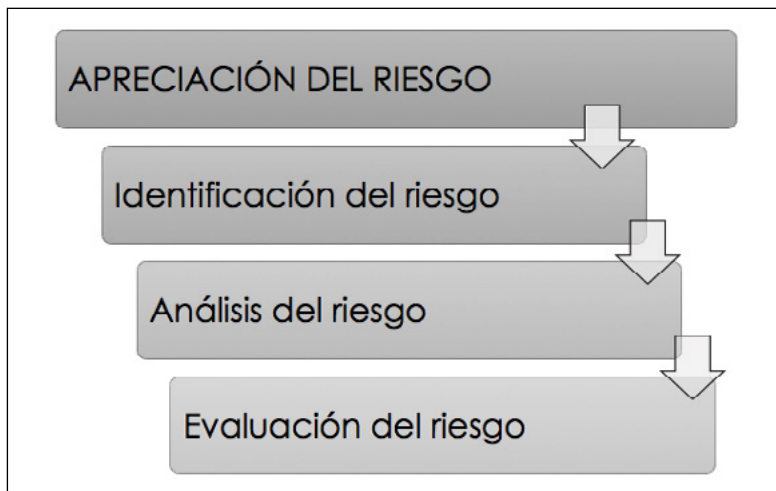 APRECIACIÓN DEL RIESGO
Identificación del riesgo
Análisis del riesgo
Evaluación del riesgo